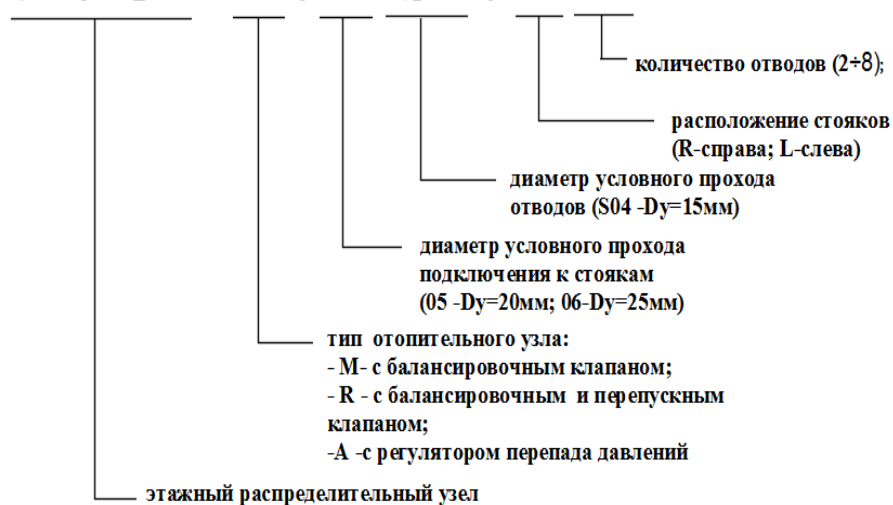 количество отводов (2÷8);
расположение стояков
(R-справа; L-слева)
диаметр условного прохода
отводов (S04 -Dy=15мм)
диаметр условного прохода
подключения к стоякам
(05 -Dy=20мм; 06-Dy=25мм)
тип отопительного узла:
- М- с балансировочным клапаном;
- R - с балансировочным и перепускным
клапаном;
-А -с регулятором перепада давлений
этажный распределительный узел